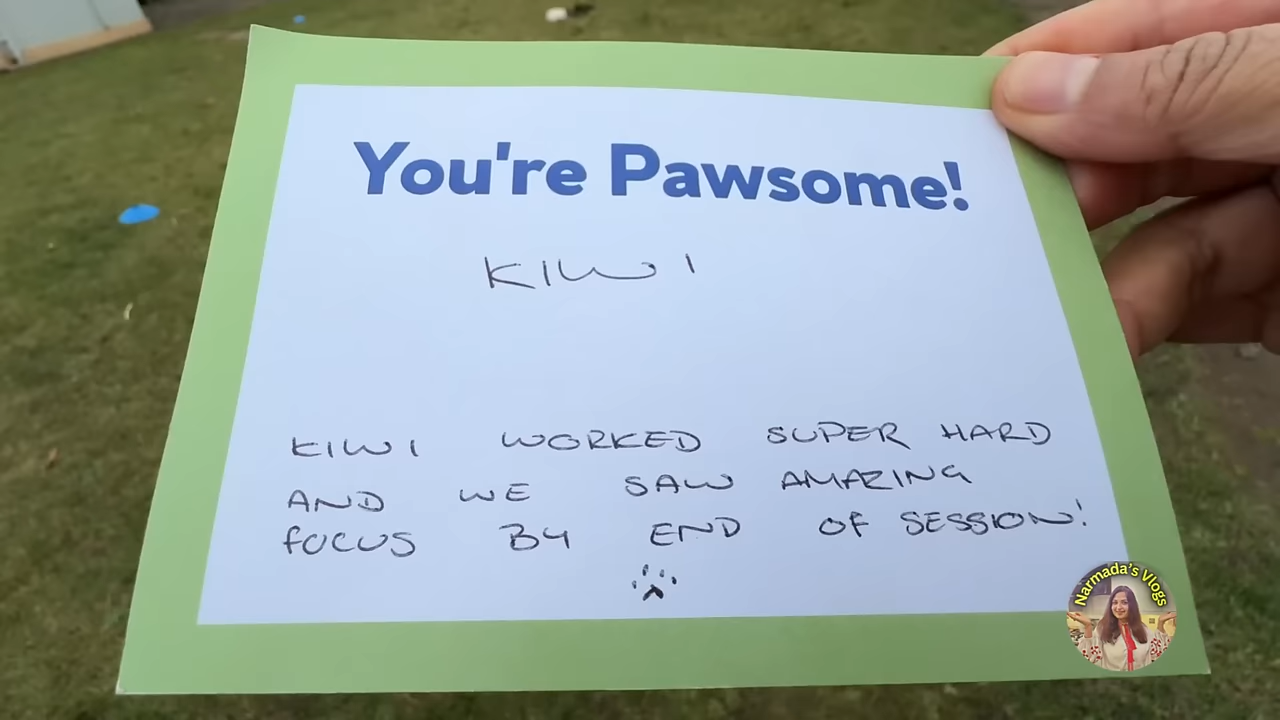 You're Pawsome!
KIWI
KIWI WORKED SUPER HARD
AND WE SAW AMAZING
FOCUS BY END OF SESSION!
Narmada's Vlogs